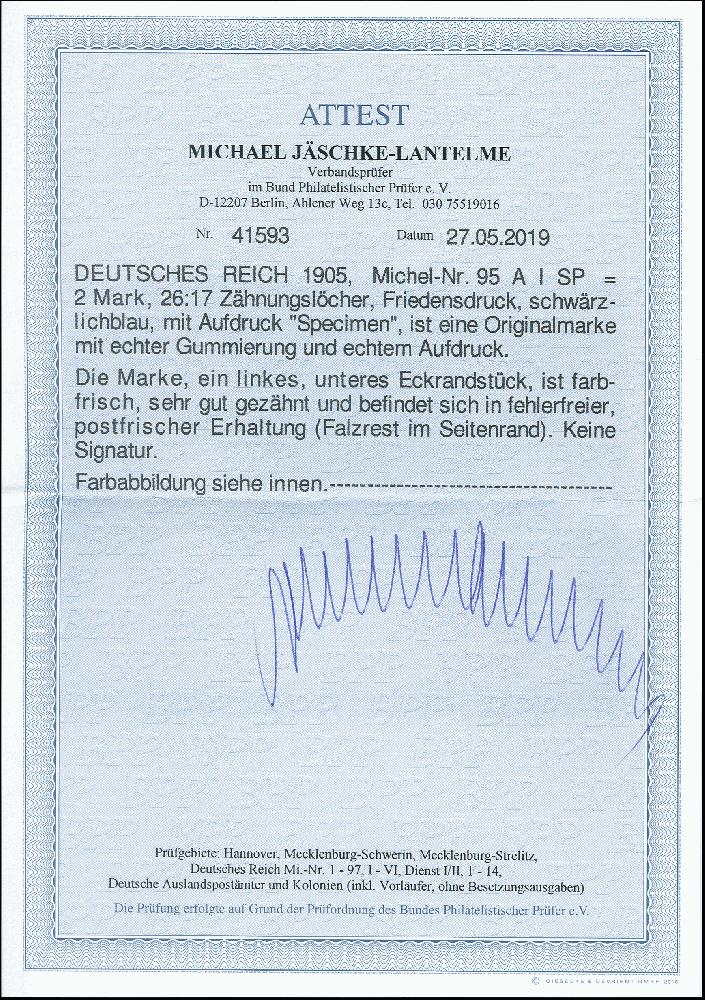 ATTEST
MICHAEL JÄSCHKE-LANTELME
Verbandsprüfer
im Bund Philatelistischer Prüfer e. V.
D-12207 Berlin, Ahlener Weg 13c, Tel. 030 75519016
Nr. 41593 Datum 27.05.2019
DEUTSCHES REICH 1905, Michel-Nr. 95 A I SP =
2 Mark, 26:17 Zähnungslöcher, Friedensdruck, schwärz-
lichblau, mit Aufdruck "Specimen", ist eine Originalmarke
mit echter Gummierung und echtem Aufdruck.
Die Marke, ein linkes, unteres Eckrandstück, ist farb-
frisch, sehr gut gezähnt und befindet sich in fehlerfreier,
postfrischer Erhaltung (Falzrest im Seitenrand). Keine
Signatur.
Farbabbildung siehe innen.--------------------------------------
Prüfgebiete: Hannover, Mecklenburg-Schwerin, Mecklenburg-Strelitz,
Deutsches Reich Mi.-Nr. 1 - 97, I - VI, Dienst I/II, 1 - 14,
Deutsche Auslandspostämter und Kolonien (inkl. Vorläufer, ohne Besetzungsausgaben)
Die Prüfung erfolgte auf Grund der Prüfordnung des Bundes Philatelistischer Prüfer e.V.
© GIESECKE & DEVRIENT GMBH 2016